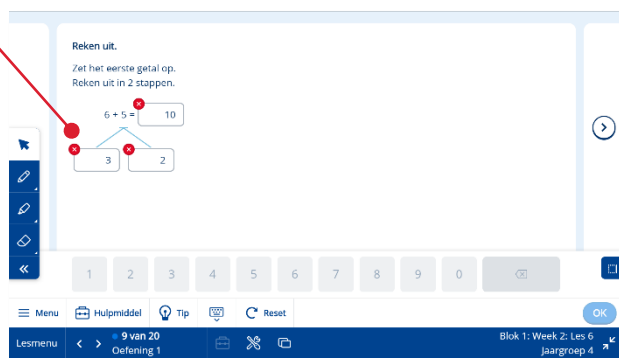 Reken uit.
Zet het eerste getal op.
Reken uit in 2 stappen.
6 + 5 = 10
3 2
1 2 3 4 5 6 7 8 9 0
Menu Hulpmiddel Tip Reset OK
Lesmenu 9 van 20 Blok 1: Week 2: Les 6
Oefening 1 Jaargroep 4